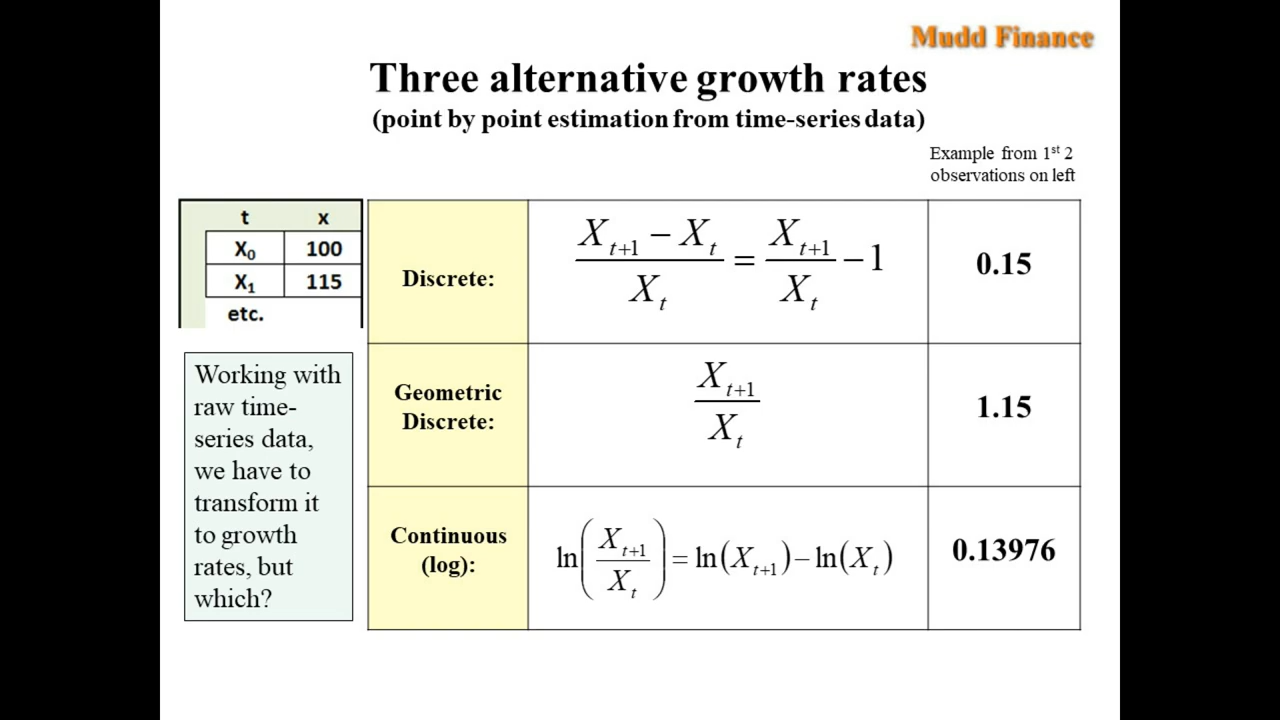 Mudd Finance
Three alternative growth rates
(point by point estimation from time-series data)
Example from 1st 2
observations on left
t x
X0 100
X1 115
etc.
Working with
raw time-
series data,
we have to
transform it
to growth
rates, but
which?
Discrete:
(X_{t+1} − X_t) / X_t = X_{t+1} / X_t − 1
0.15
Geometric
Discrete:
X_{t+1} / X_t
1.15
Continuous
(log):
ln(X_{t+1} / X_t) = ln(X_{t+1}) − ln(X_t)
0.13976